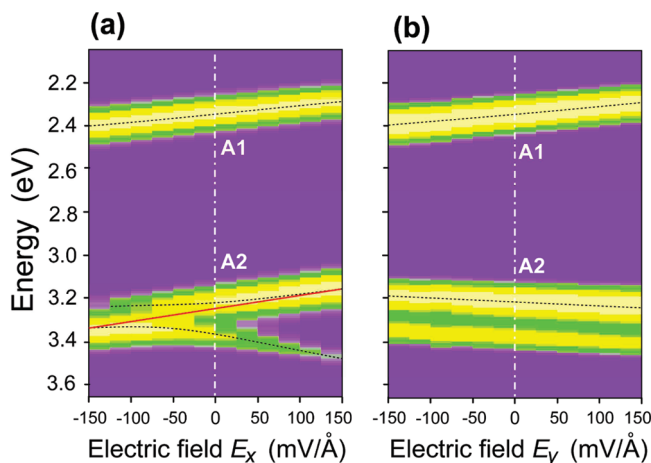 (a)
(b)
2.2
2.4
2.6
2.8
3.0
3.2
3.4
3.6
Energy (eV)
A1
A2
A1
A2
-150 -100 -50 0 50 100 150
-150 -100 -50 0 50 100 150
Electric field Ex (mV/Å)
Electric field Ey (mV/Å)